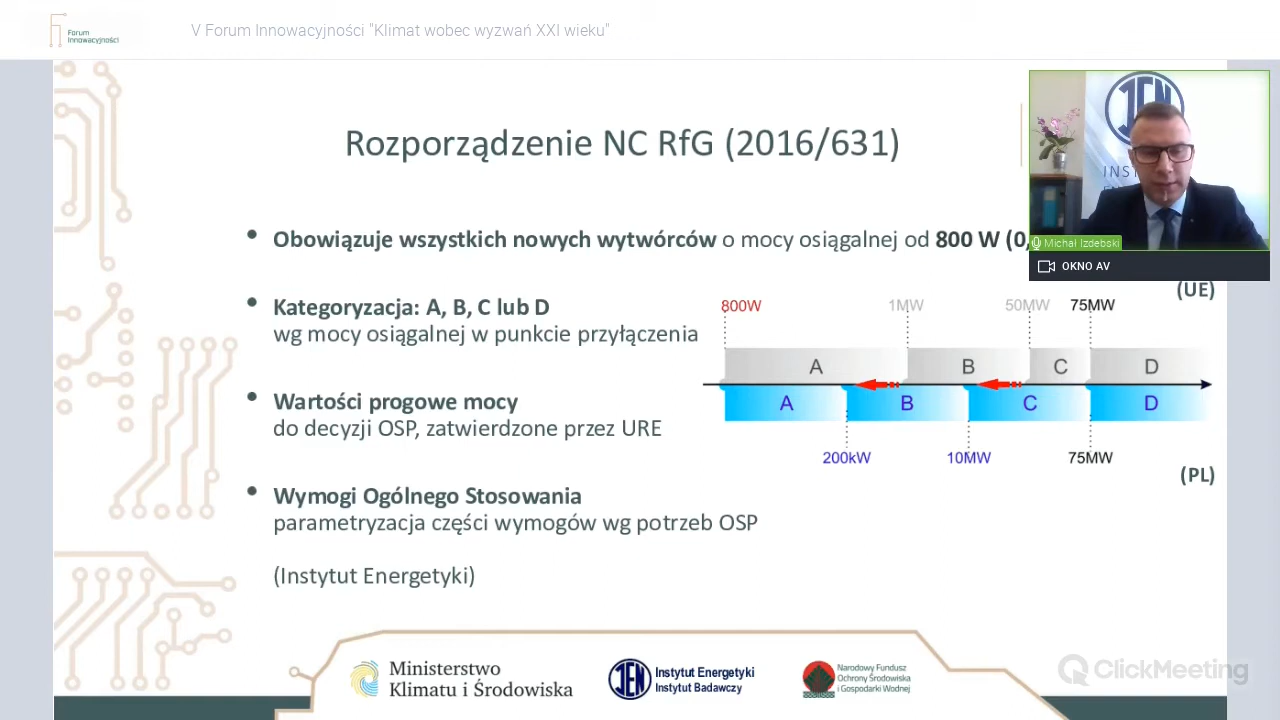 Forum
Innowacyjności
V Forum Innowacyjności "Klimat wobec wyzwań XXI wieku"
Rozporządzenie NC RfG (2016/631)
• Obowiązuje wszystkich nowych wytwórców o mocy osiągalnej od 800 W (0,
Michał Izdebski
OKNO AV
(UE)
• Kategoryzacja: A, B, C lub D
wg mocy osiągalnej w punkcie przyłączenia
800W 1MW 50MW 75MW
A B C D
A B C D
200kW 10MW 75MW
(PL)
• Wartości progowe mocy
do decyzji OSP, zatwierdzone przez URE
• Wymogi Ogólnego Stosowania
parametryzacja części wymogów wg potrzeb OSP
(Instytut Energetyki)
Ministerstwo
Klimatu i Środowiska
IEN
Instytut Energetyki
Instytut Badawczy
Narodowy Fundusz
Ochrony Środowiska
i Gospodarki Wodnej
ClickMeeting